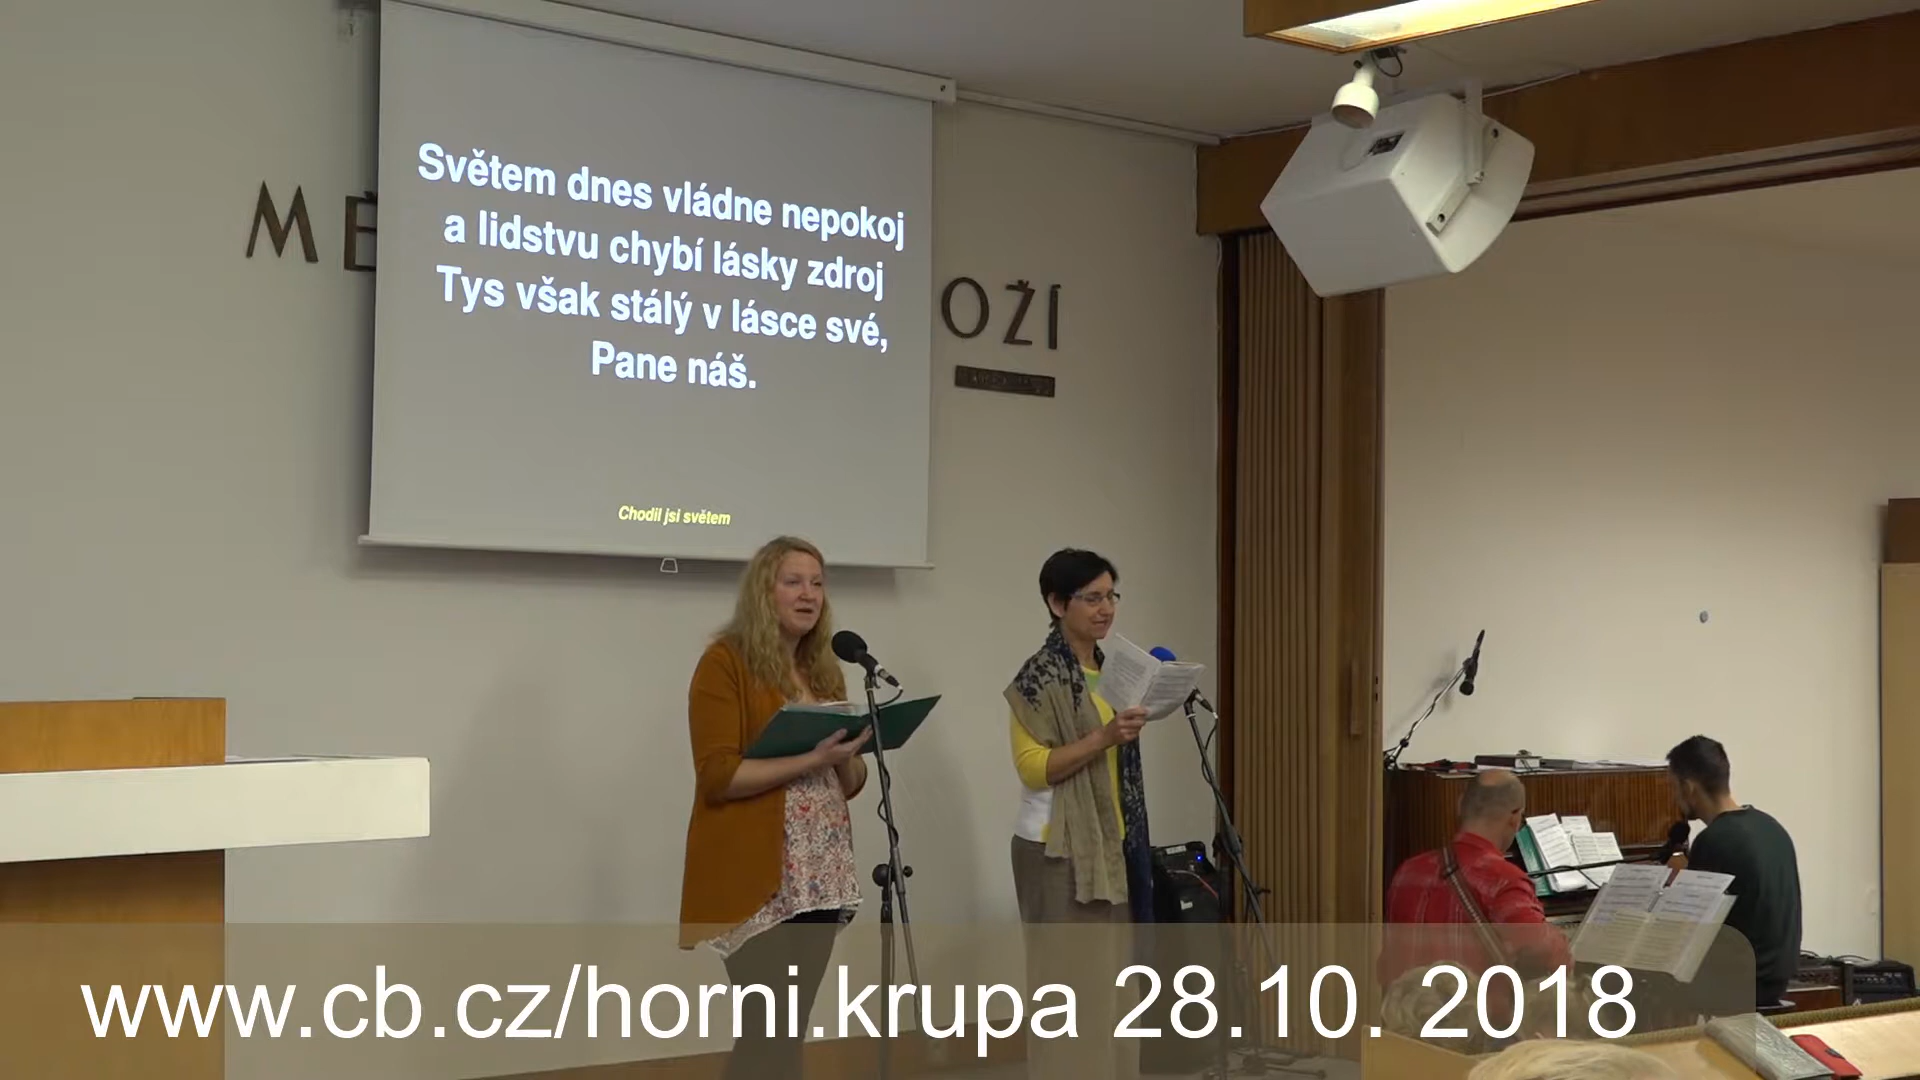 Světem dnes vládne nepokoj
a lidstvu chybí lásky zdroj
Tys však stálý v lásce své,
Pane náš.
Chodil jsi světem
OŽÍ
www.cb.cz/horni.krupa 28.10. 2018